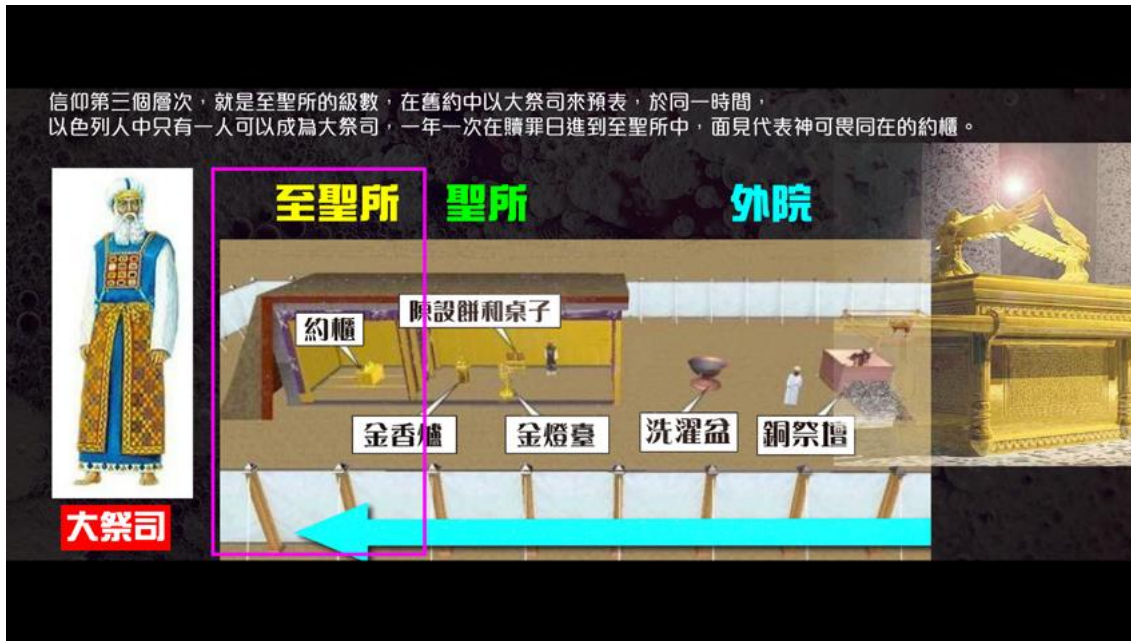 信仰第三個層次，就是至聖所的級數，在舊約中以大祭司來預表，於同一時間，
以色列人中只有一人可以成為大祭司，一年一次在贖罪日進到至聖所中，面見代表神可畏同在的約櫃。
至聖所
聖所
外院
陳設餅和桌子
約櫃
金香爐
金燈臺
洗濯盆
銅祭壇
大祭司